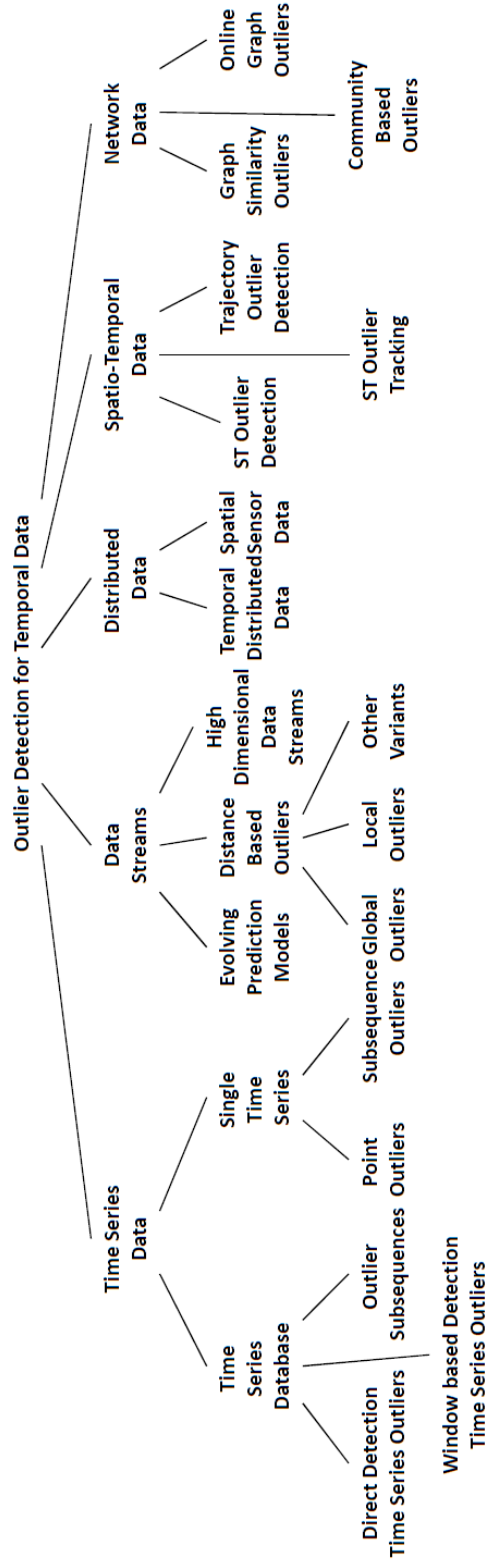 Outlier Detection for Temporal Data
Time Series
Data
Data
Streams
Distributed
Data
Spatio-Temporal
Data
Network
Data
Time
Series
Database
Single
Time
Series
Evolving
Prediction
Models
Distance
Based
Outliers
High
Dimensional
Data
Streams
Temporal
Distributed
Data
Spatial
Sensor
Data
ST Outlier
Detection
Trajectory
Outlier
Detection
Graph
Similarity
Outliers
Online
Graph
Outliers
Direct Detection
Time Series Outliers
Outlier
Subsequences
Point
Outliers
Subsequence
Outliers
Global
Outliers
Local
Outliers
Other
Variants
ST Outlier
Tracking
Community
Based
Outliers
Window based Detection
Time Series Outliers